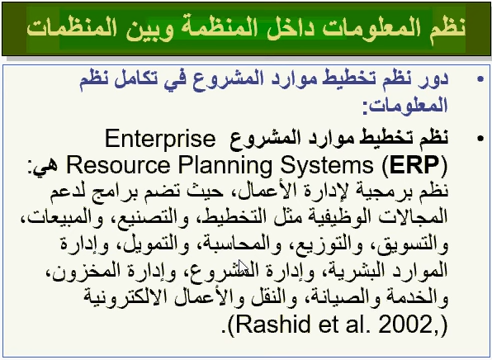 نظم المعلومات داخل المنظمة وبين المنظمات
• دور نظم تخطيط موارد المشروع في تكامل نظم
المعلومات:
• نظم تخطيط موارد المشروع Enterprise
Resource Planning Systems (ERP) هي:
نظم برمجية لإدارة الأعمال، حيث تضم برامج لدعم
المجالات الوظيفية مثل التخطيط، والتصنيع، والمبيعات،
والتسويق، والتوزيع، والمحاسبة، والتمويل، وإدارة
الموارد البشرية، وإدارة المشروع، وإدارة المخزون،
والخدمة والصيانة، والنقل والأعمال الالكترونية
(Rashid et al. 2002,).